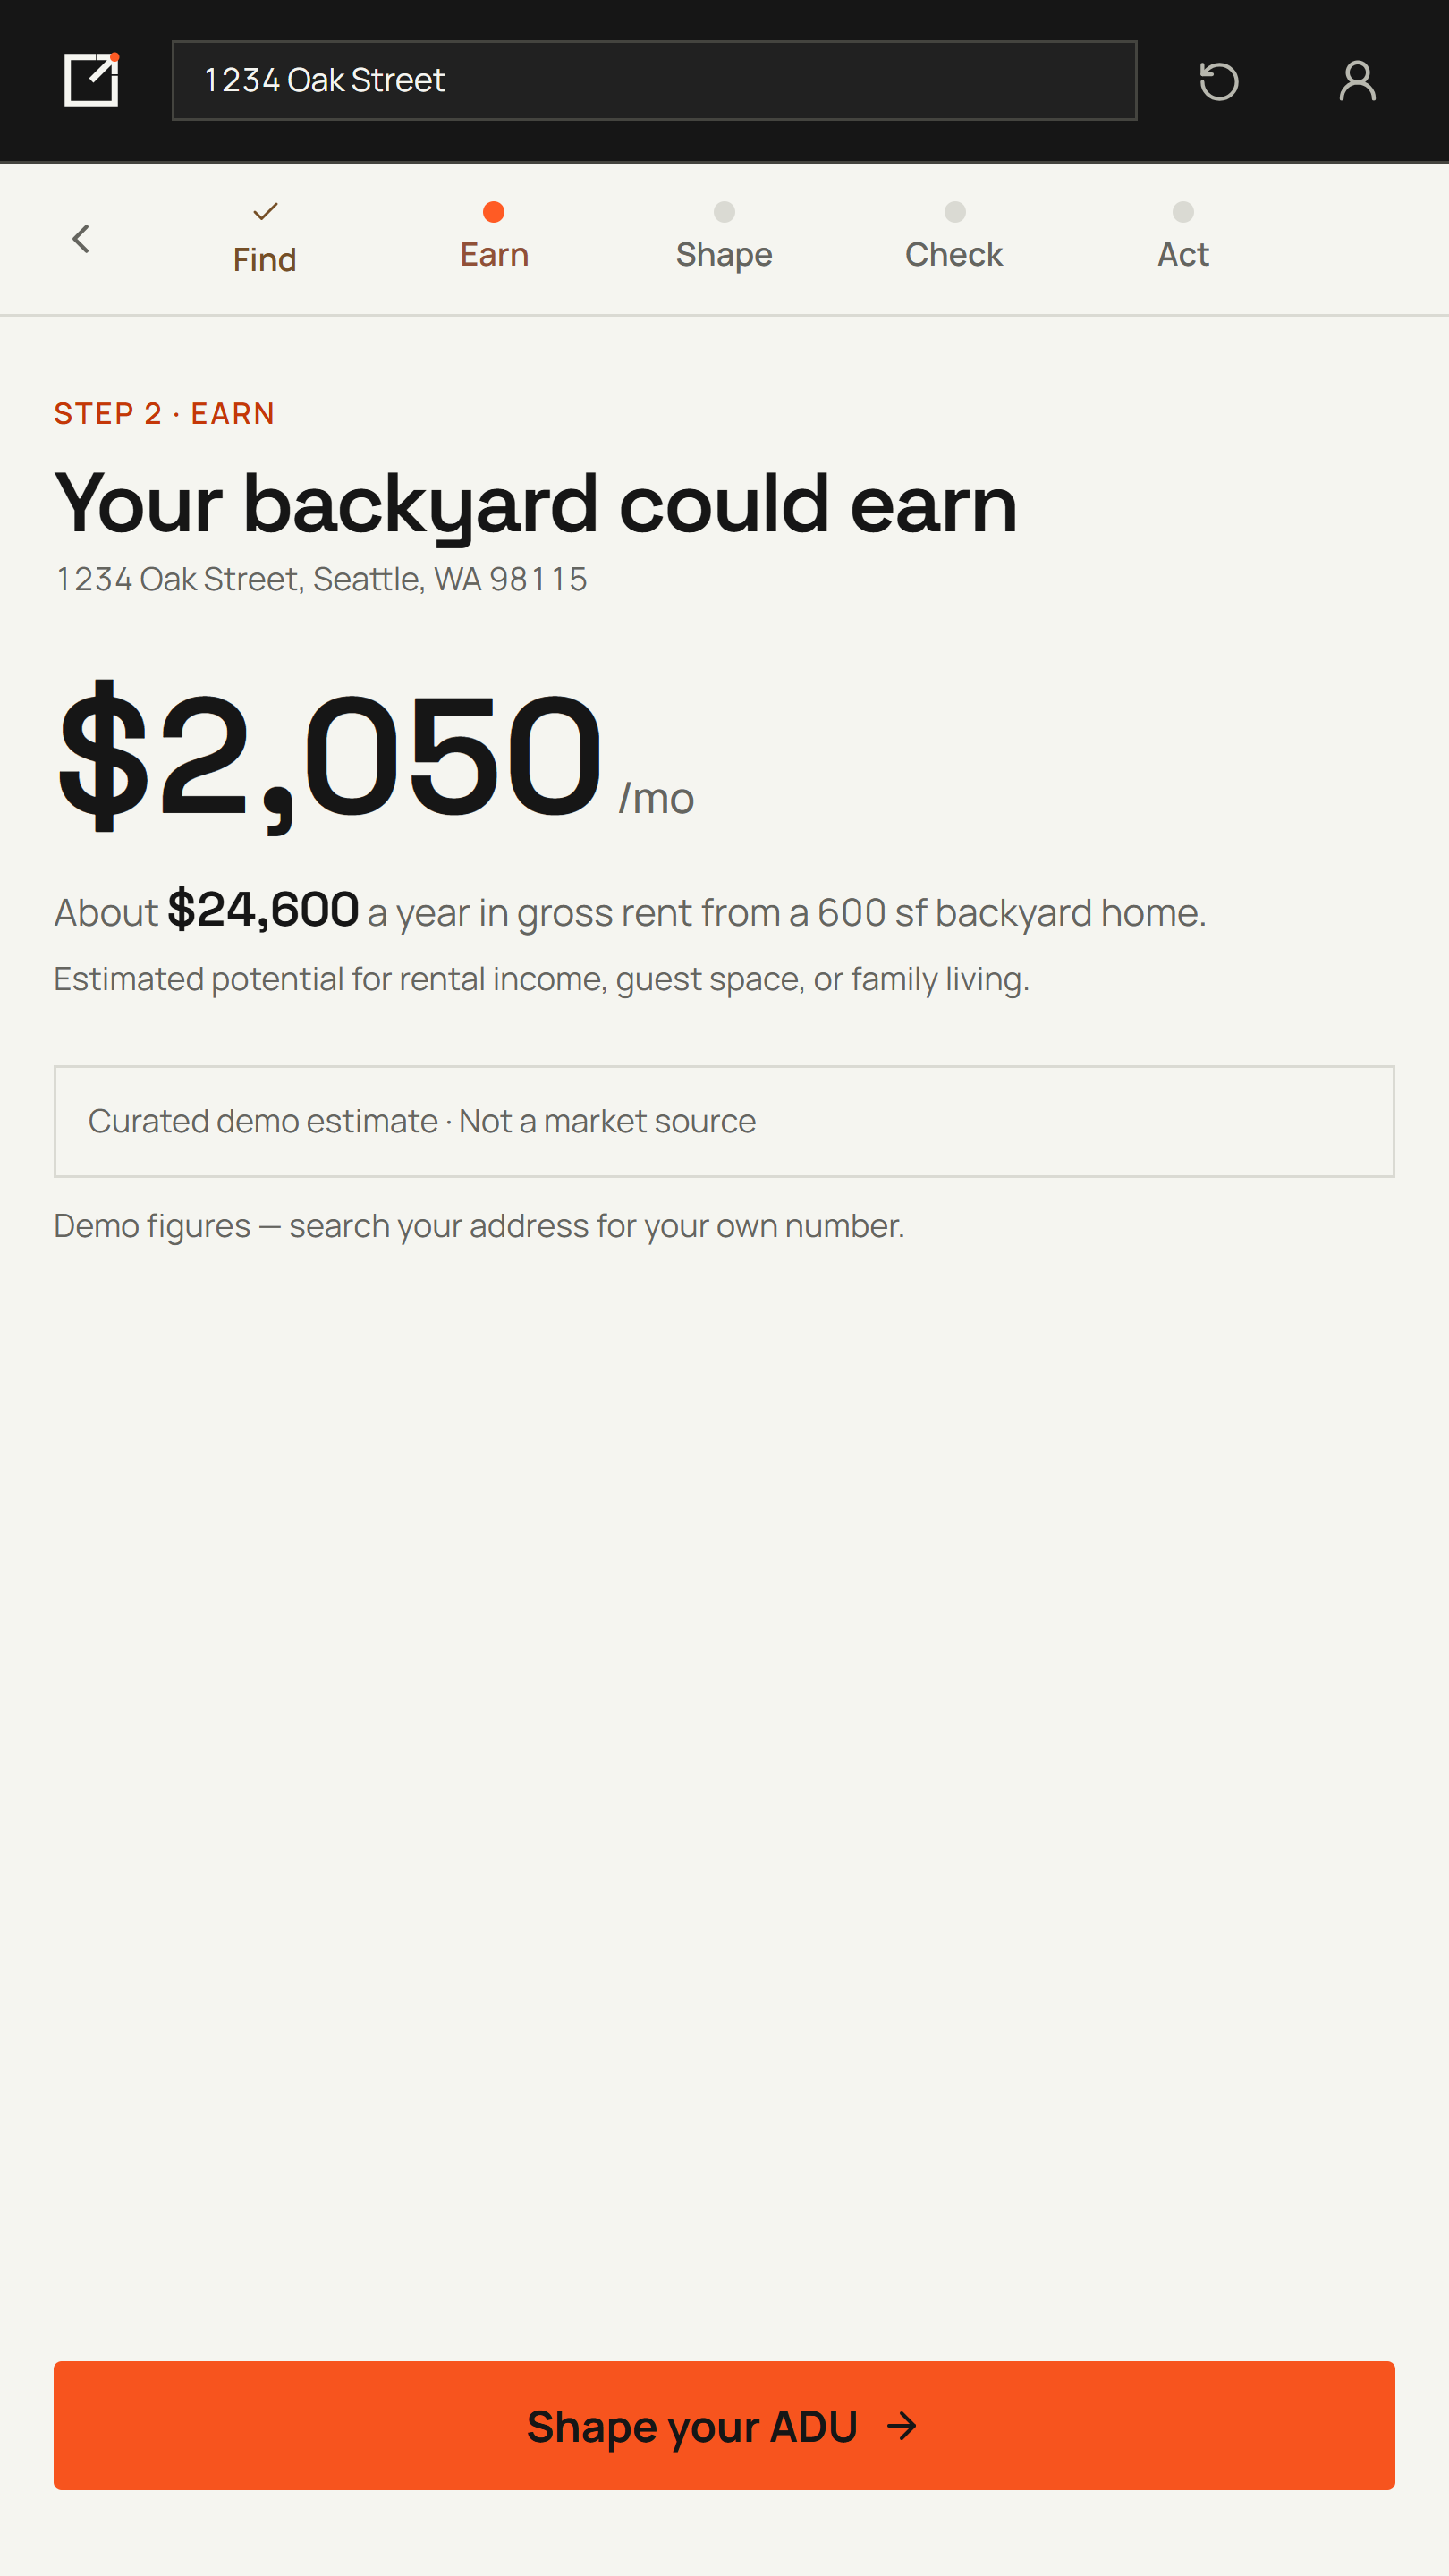 1234 Oak Street
Find
Earn
Shape
Check
Act
STEP 2 · EARN
Your backyard could earn
1234 Oak Street, Seattle, WA 98115
$2,050 /mo
About $24,600 a year in gross rent from a 600 sf backyard home.
Estimated potential for rental income, guest space, or family living.
Curated demo estimate · Not a market source
Demo figures — search your address for your own number.
Shape your ADU →